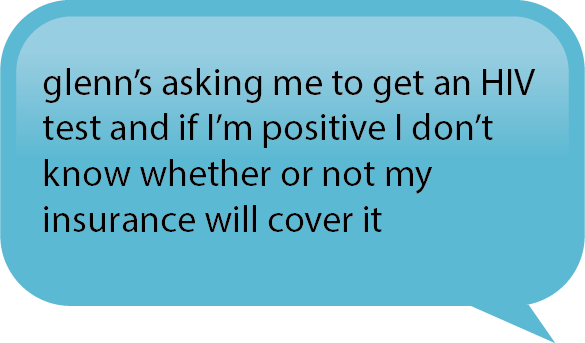 glenn’s asking me to get an HIV
test and if I’m positive I don’t
know whether or not my
insurance will cover it